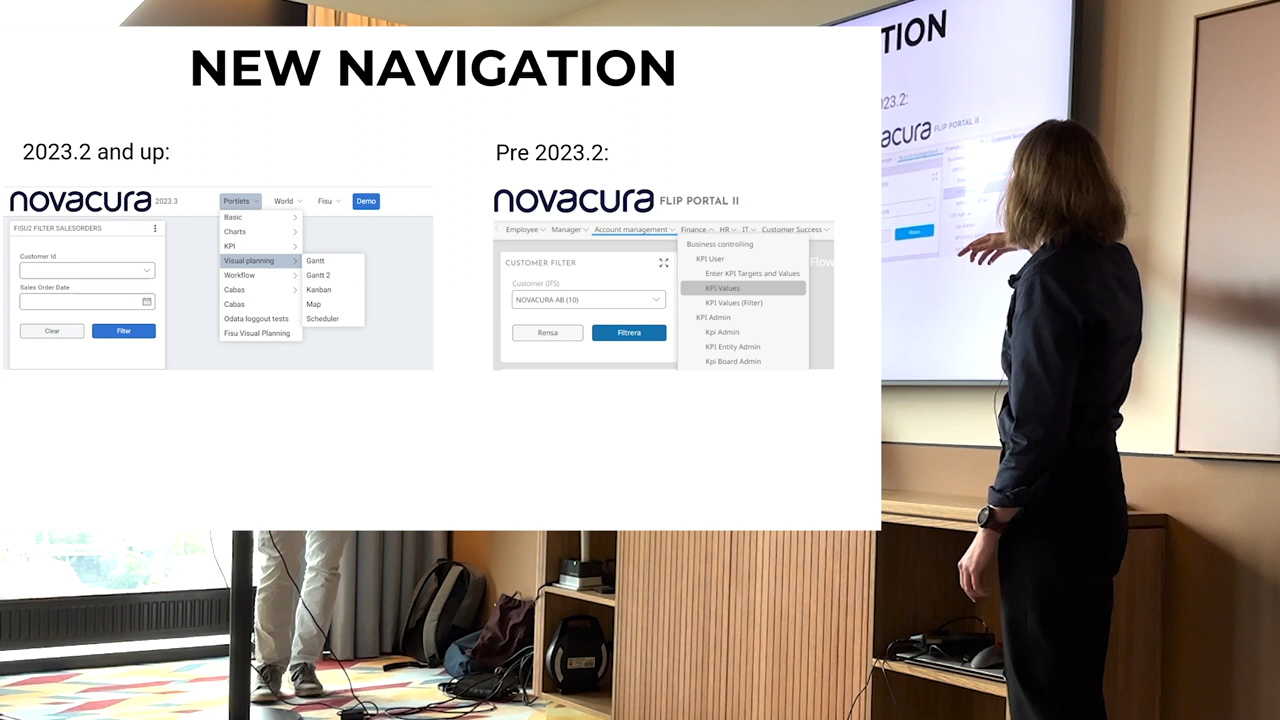 NEW NAVIGATION
2023.2 and up:
novacura 2023.3
Portlets World Fisu Demo
FISU2 FILTER SALESORDERS
Customer Id
Sales Order Date
Clear Filter
Basic
Charts
KPI
Visual planning
Workflow
Cabas
Cabas
Odata loggout tests
Fisu Visual Planning
Gantt
Gantt 2
Kanban
Map
Scheduler
Pre 2023.2:
novacura FLIP PORTAL II
Employee Manager Account management Finance HR IT Customer Success
CUSTOMER FILTER
Customer (IFS)
NOVACURA AB (10)
Rensa Filtrera
Business controlling
KPI User
Enter KPI Targets and Values
KPI Values
KPI Values (Filter)
KPI Admin
Kpi Admin
KPI Entity Admin
Kpi Board Admin
Flow
TION
023.2:
acura FLIP PORTAL II